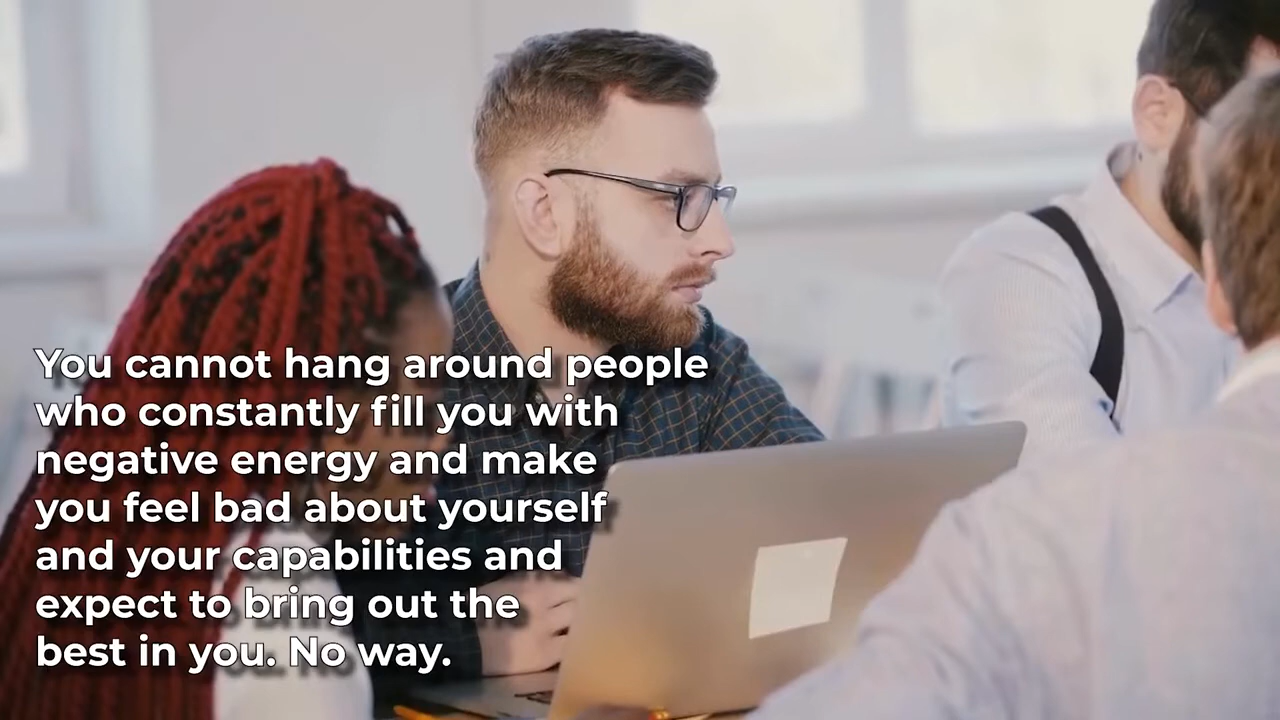 You cannot hang around people
who constantly fill you with
negative energy and make
you feel bad about yourself
and your capabilities and
expect to bring out the
best in you. No way.